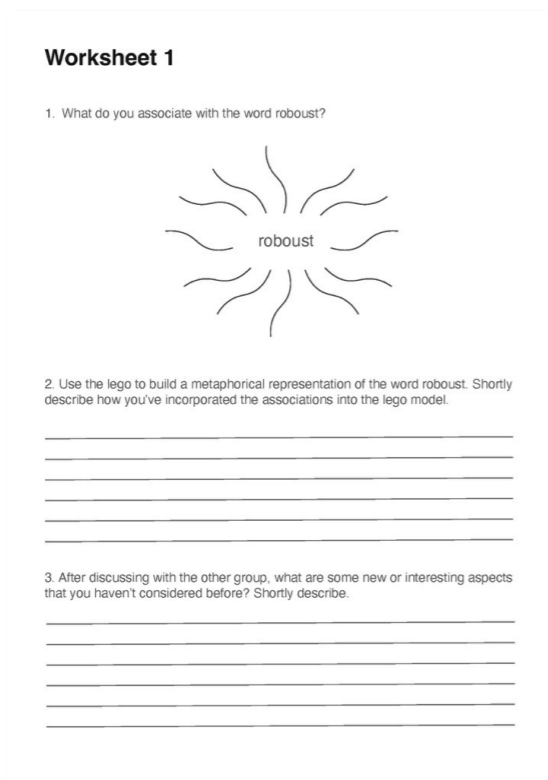 Worksheet 1
1. What do you associate with the word roboust?
roboust
2. Use the lego to build a metaphorical representation of the word roboust. Shortly
describe how you've incorporated the associations into the lego model.
3. After discussing with the other group, what are some new or interesting aspects
that you haven't considered before? Shortly describe.